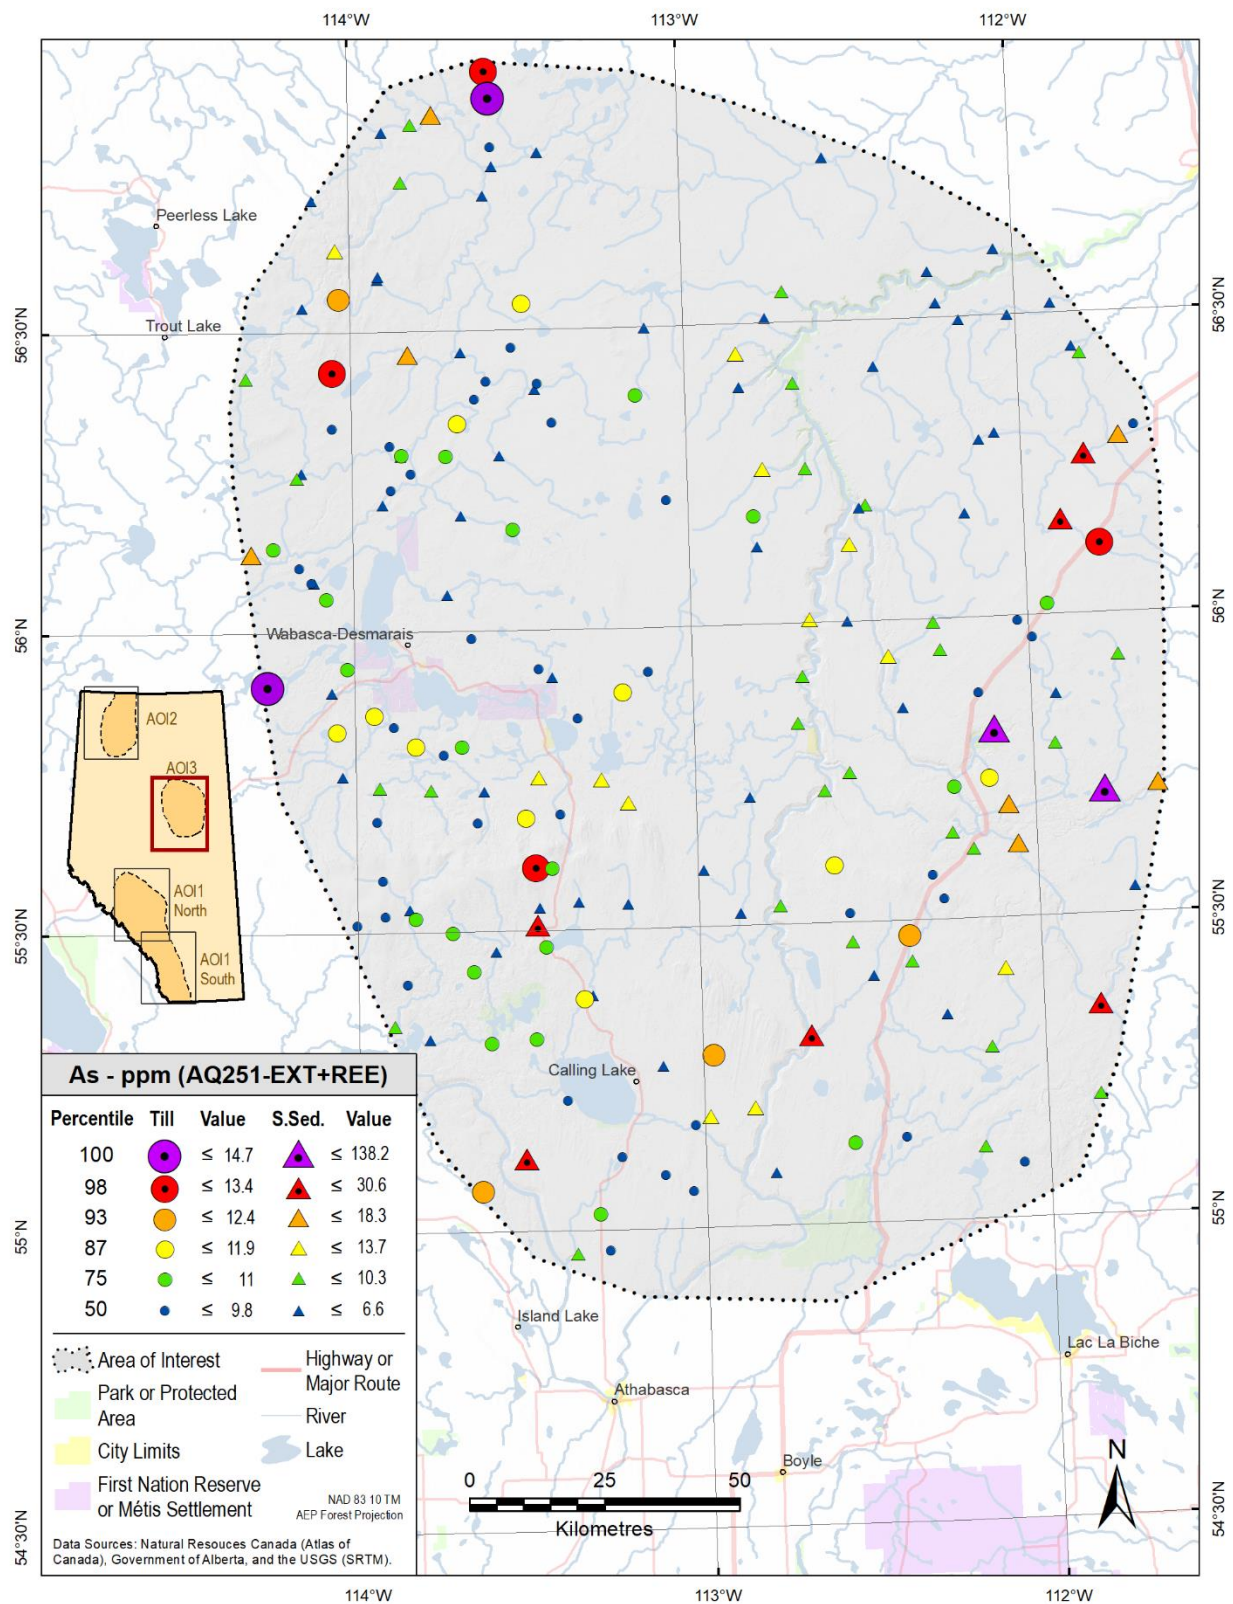 114°W 113°W 112°W
Peerless Lake
56°30'N 56°30'N
Trout Lake
56°N 56°N
Wabasca-Desmarais
AOI2
AOI3
AOI1
North
AOI1
South
55°30'N 55°30'N
Calling Lake
As - ppm (AQ251-EXT+REE)
Percentile Till Value S.Sed. Value
100 ≤ 14.7 ≤ 138.2
98 ≤ 13.4 ≤ 30.6
93 ≤ 12.4 ≤ 18.3
87 ≤ 11.9 ≤ 13.7
75 ≤ 11 ≤ 10.3
50 ≤ 9.8 ≤ 6.6
55°N 55°N
Area of Interest
Park or Protected
Area
City Limits
First Nation Reserve
or Métis Settlement
Highway or
Major Route
River
Lake
NAD 83 10 TM
AEP Forest Projection
Data Sources: Natural Resouces Canada (Atlas of
Canada), Government of Alberta, and the USGS (SRTM).
Island Lake
Lac La Biche
Athabasca
Boyle
0 25 50
Kilometres
N
54°30'N 54°30'N
114°W 113°W 112°W